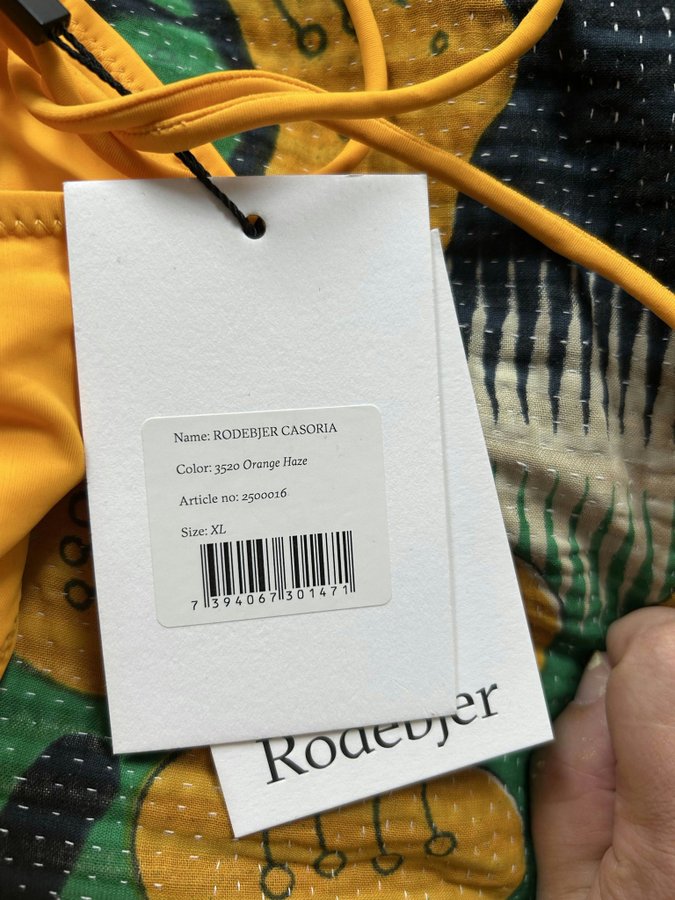 Name: RODEBJER CASORIA
Color: 3520 Orange Haze
Article no: 2500016
Size: XL
7 394067 301471
Rodebjer